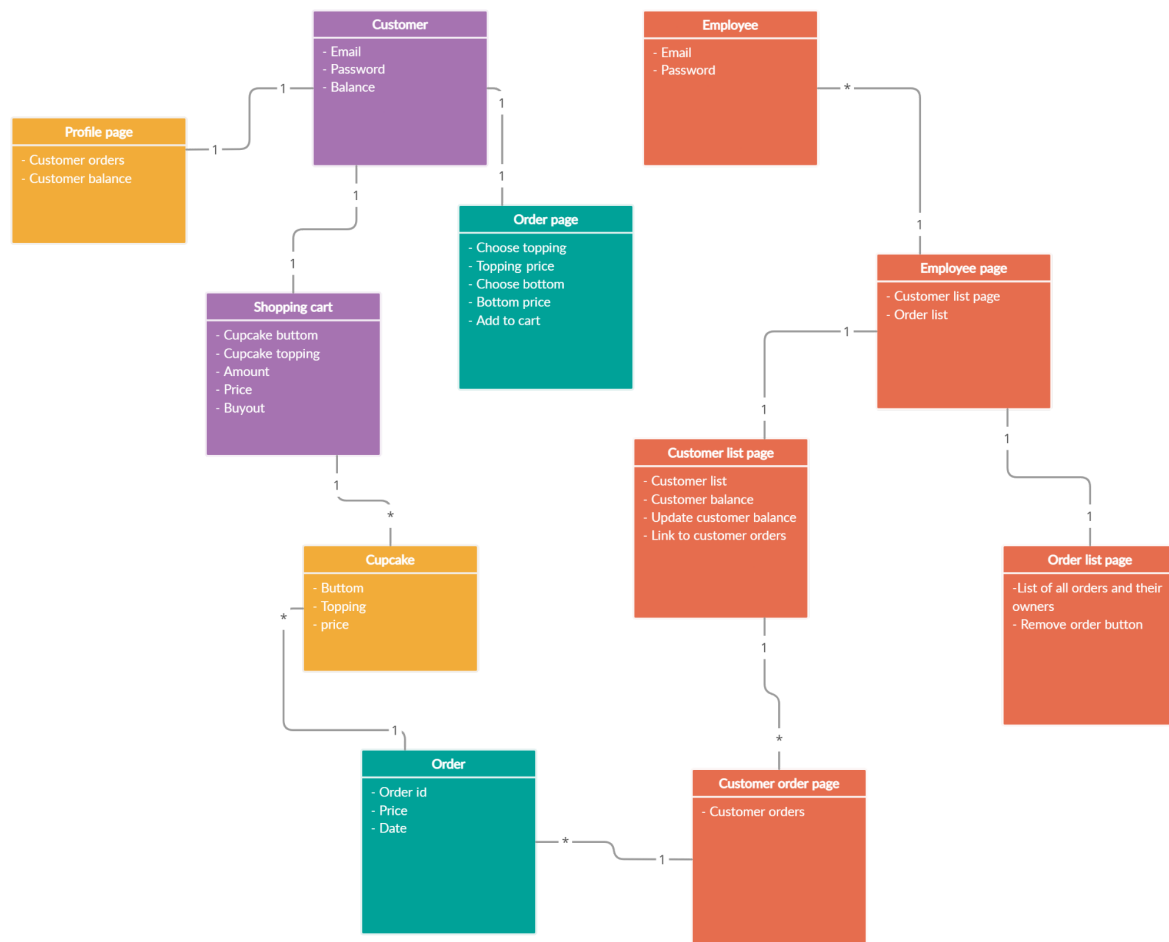 Customer
- Email
- Password
- Balance
Employee
- Email
- Password
1
1
*
Profile page
- Customer orders
- Customer balance
1
1
1
Order page
- Choose topping
- Topping price
- Choose bottom
- Bottom price
- Add to cart
1
1
Employee page
- Customer list page
- Order list
1
Shopping cart
- Cupcake buttom
- Cupcake topping
- Amount
- Price
- Buyout
1
1
1
Customer list page
- Customer list
- Customer balance
- Update customer balance
- Link to customer orders
1
*
1
Cupcake
- Buttom
- Topping
- price
Order list page
-List of all orders and their
owners
- Remove order button
*
1
1
*
Order
- Order id
- Price
- Date
Customer order page
- Customer orders
*
1